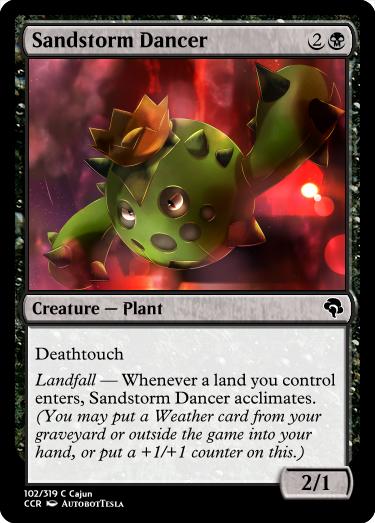 Sandstorm Dancer 2
Creature — Plant
Deathtouch
Landfall — Whenever a land you control
enters, Sandstorm Dancer acclimates.
(You may put a Weather card from your
graveyard or outside the game into your
hand, or put a +1/+1 counter on this.)
2/1
102/319 C Cajun
CCR AutobotTesla